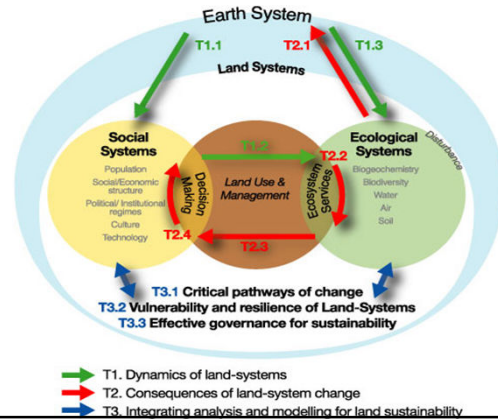 Earth System
T1.1
T2.1
T1.3
Land Systems
Social
Systems
Population
Social/Economic
structure
Political/ Institutional
regimes
Culture
Technology
Decision
Making
T1.2
Land Use &
Management
T2.3
T2.4
T2.2
Ecosystem
Services
Ecological
Systems
Biogeochemistry
Biodiversity
Water
Air
Soil
Disturbance
T3.1 Critical pathways of change
T3.2 Vulnerability and resilience of Land-Systems
T3.3 Effective governance for sustainability
T1. Dynamics of land-systems
T2. Consequences of land-system change
T3. Integrating analysis and modelling for land sustainability